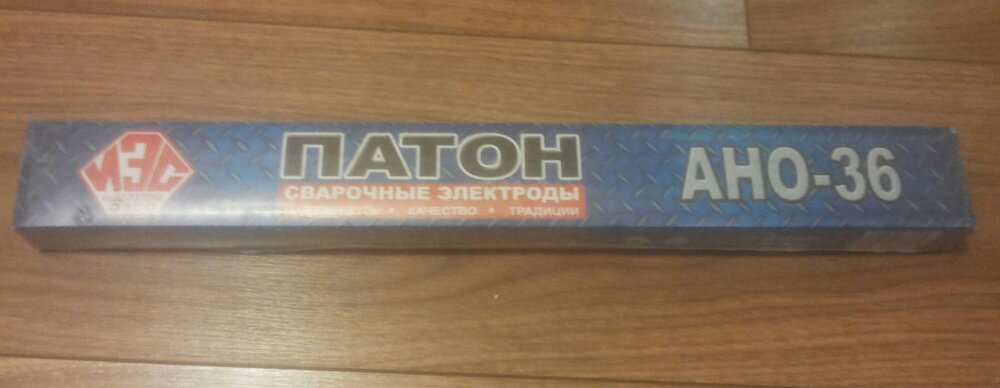 ИЭС
ПАТОН
СВАРОЧНЫЕ ЭЛЕКТРОДЫ
• КАЧЕСТВО • ТРАДИЦИИ
АНО-36